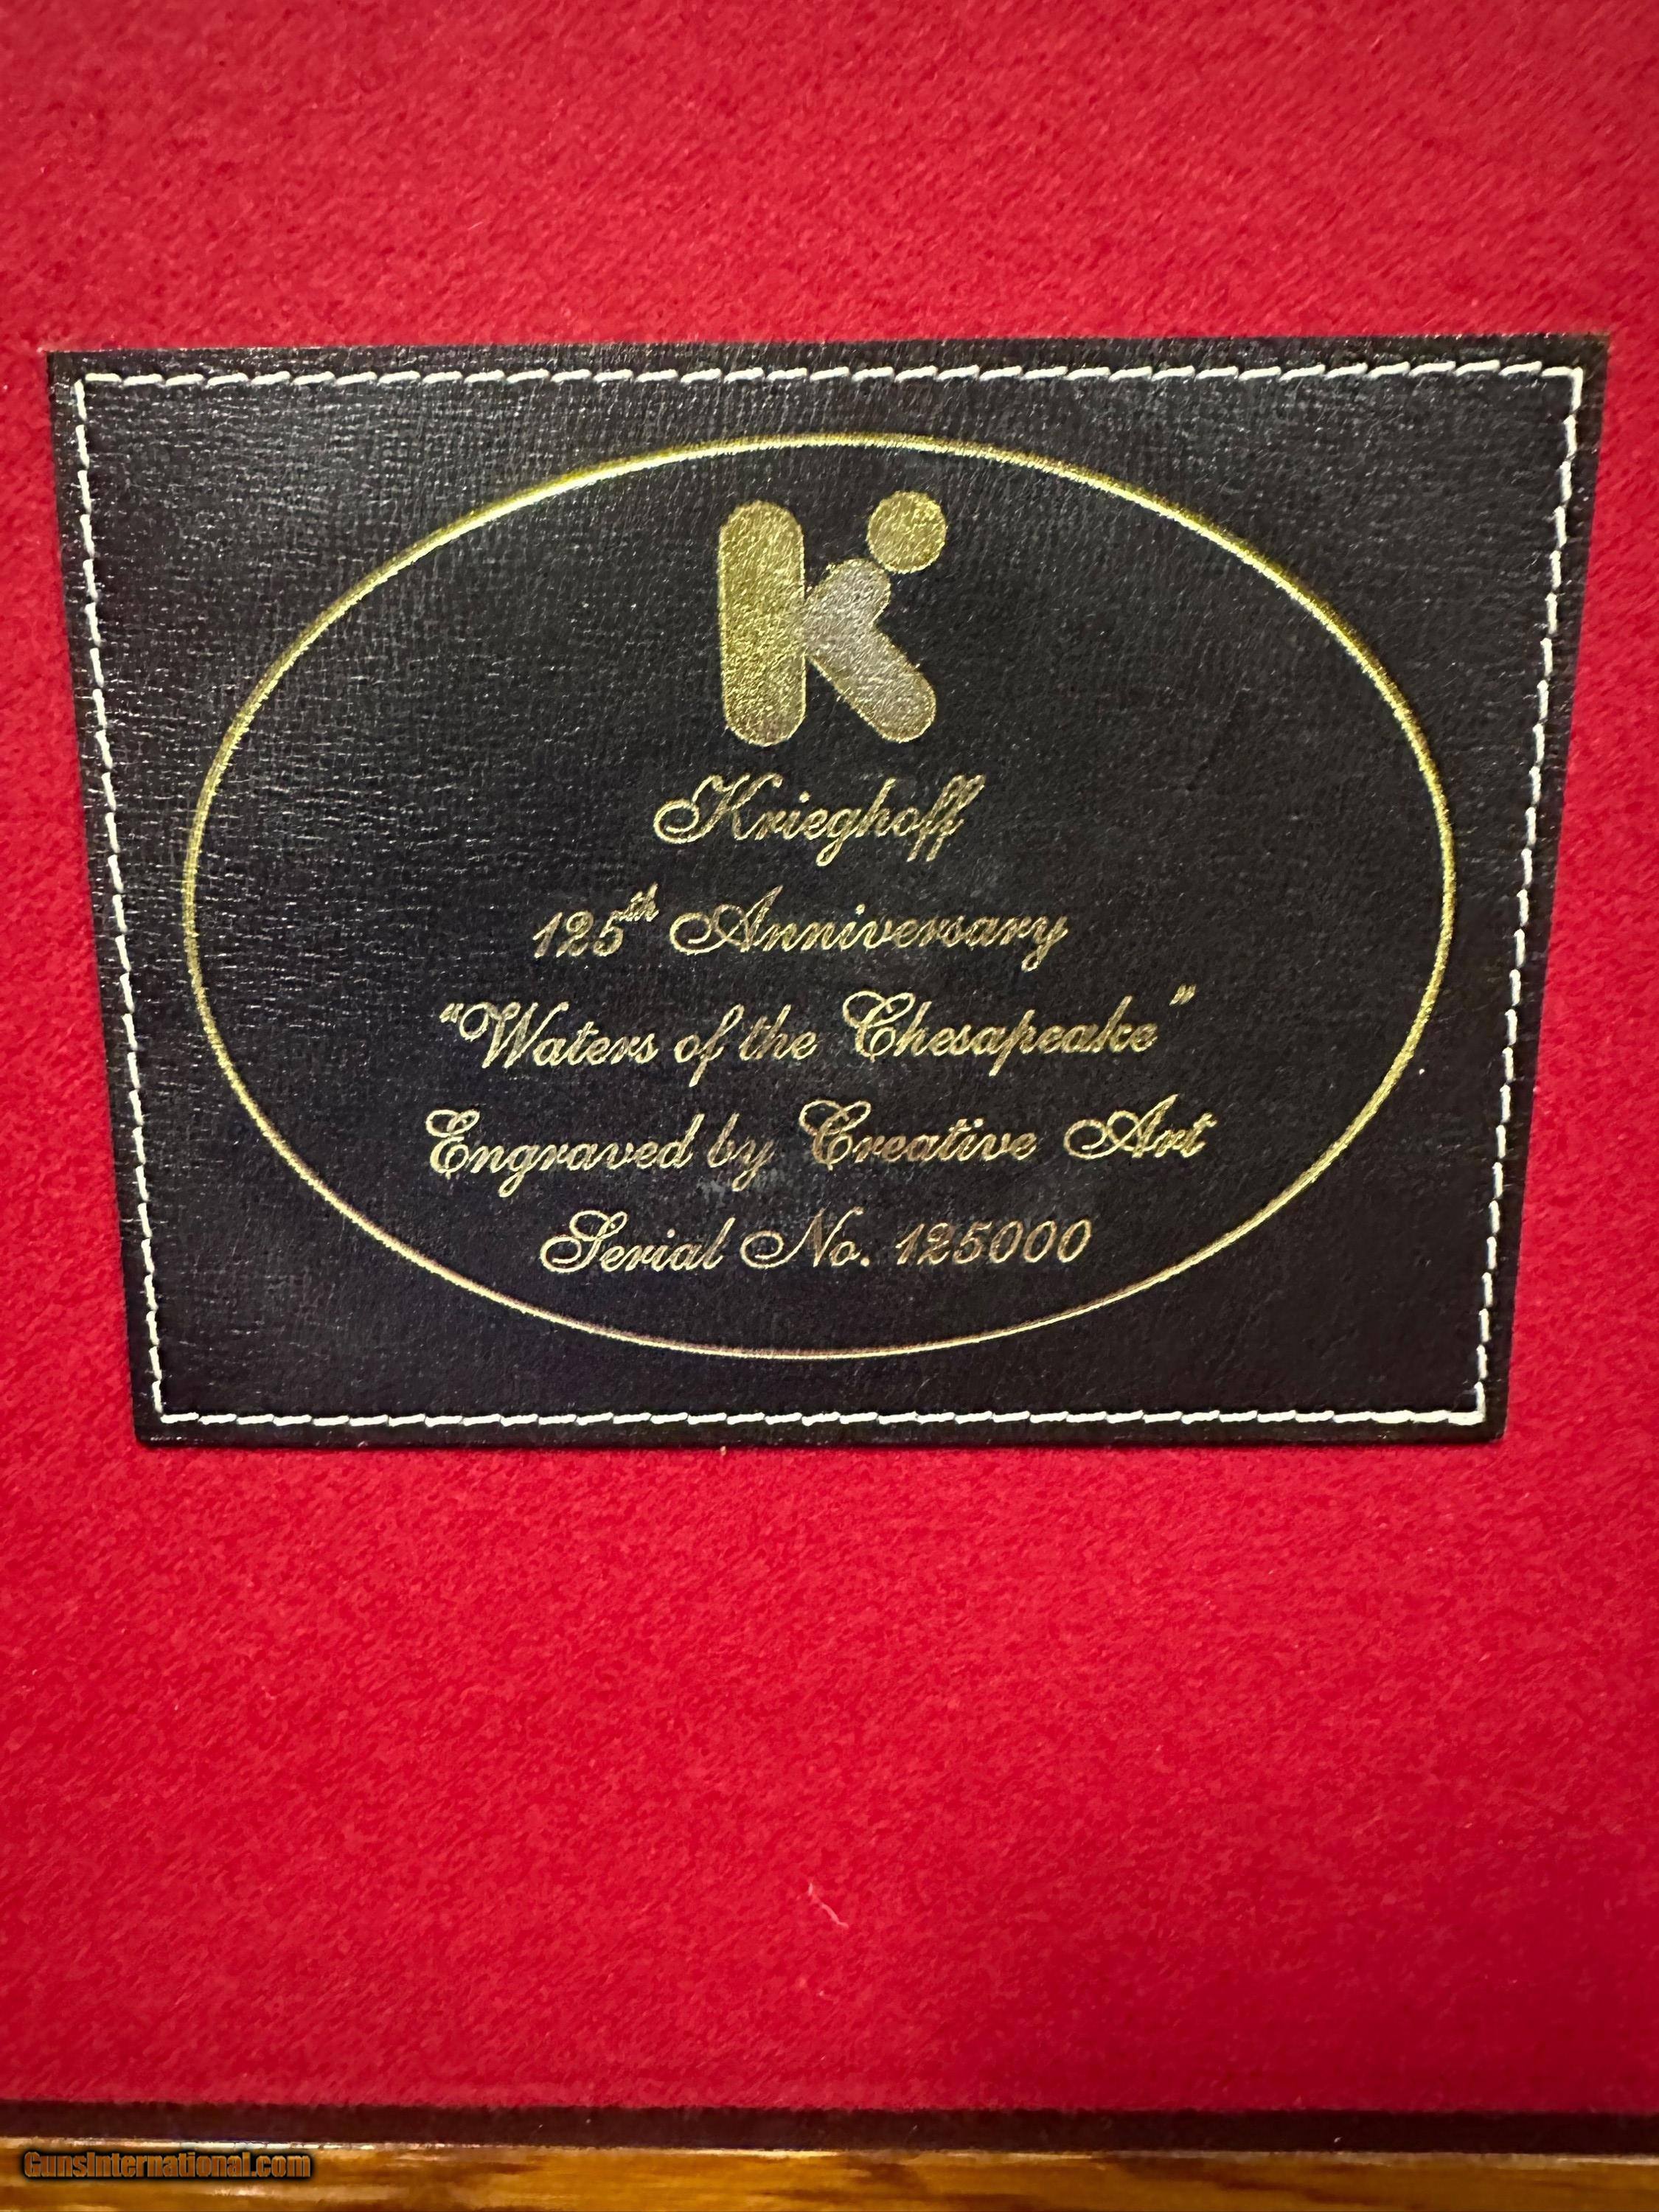 K
Krieghoff
125th Anniversary
“Waters of the Chesapeake”
Engraved by Creative Art
Serial No. 125000
GunsInternational.com